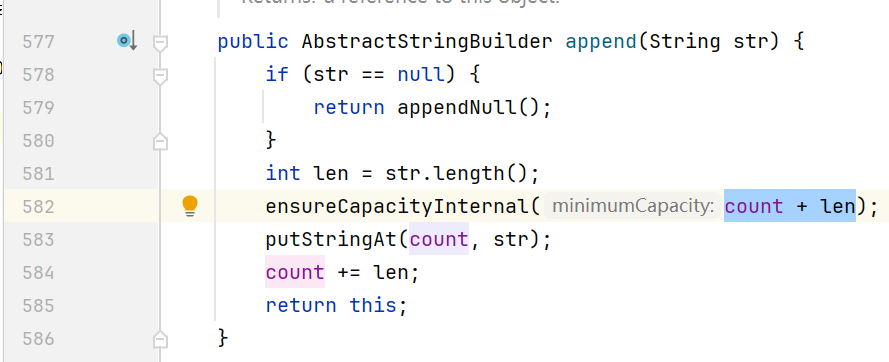 Returns: a reference to this object.
577 public AbstractStringBuilder append(String str) {
578 if (str == null) {
579 return appendNull();
580 }
581 int len = str.length();
582 ensureCapacityInternal( minimumCapacity: count + len);
583 putStringAt(count, str);
584 count += len;
585 return this;
586 }